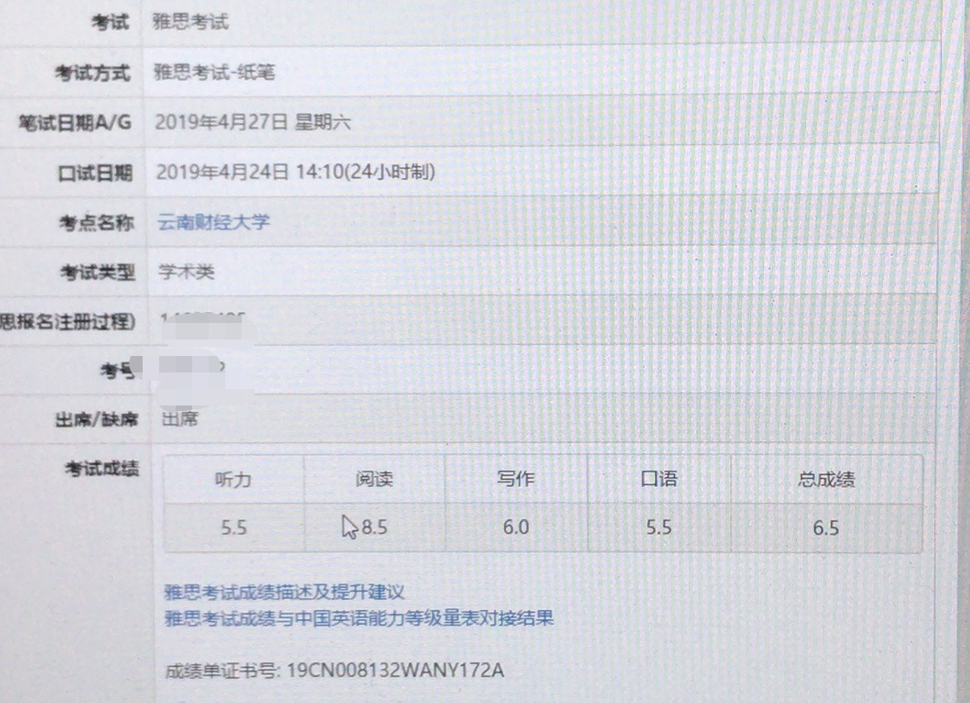 考试 雅思考试
考试方式 雅思考试-纸笔
笔试日期A/G 2019年4月27日 星期六
口试日期 2019年4月24日 14:10(24小时制)
考点名称 云南财经大学
考试类型 学术类
思报名注册过程)
考号
出席/缺席 出席
考试成绩 听力 阅读 写作 口语 总成绩
5.5 8.5 6.0 5.5 6.5
雅思考试成绩描述及提升建议
雅思考试成绩与中国英语能力等级量表对接结果
成绩单证书号: 19CN008132WANY172A